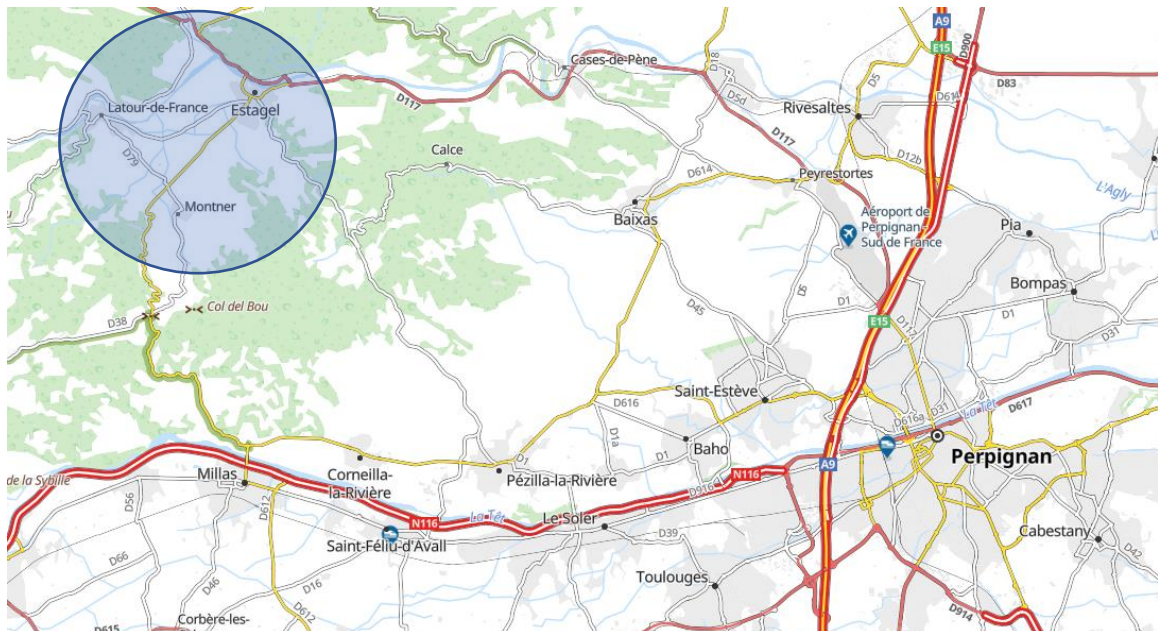 A9
E15
D900
Cases-de-Pène
D18
D5
D83
Latour-de-France
Estagel
D117
D5d
Rivesaltes
D614
D117
D79
Calce
D12b
D614
Peyrestortes
Montner
Baixas
L'Agly
Aéroport de
Perpignan -
Sud de France
Pia
Col del Bou
Bompas
D38
D45
D5
D1
E15
D117
D1
D31
Saint-Estève
D616
D616a
D31
La Têt
D617
D1a
Baho
D1
D1
Perpignan
A9
N116
de la Sybille
Millas
Corneilla-
la-Rivière
Pézilla-la-Rivière
D916
D56
D612
N116
La Têt
Le Soler
D39
Cabestany
Saint-Féliu-d'Avall
D42
D66
D46
D16
Toulouges
D612
D914
D615
Corbère-les-